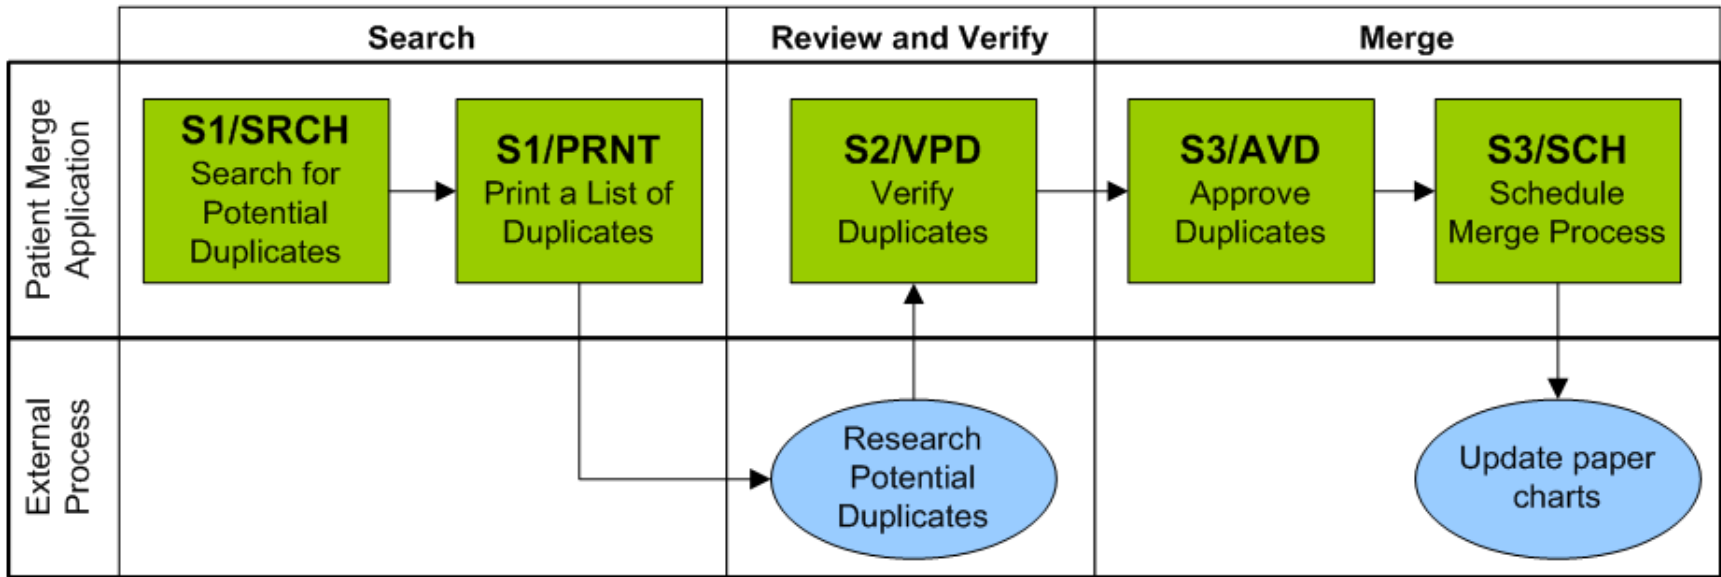 Search
Review and Verify
Merge
Patient Merge
Application
S1/SRCH
Search for
Potential
Duplicates
S1/PRNT
Print a List of
Duplicates
S2/VPD
Verify
Duplicates
S3/AVD
Approve
Duplicates
S3/SCH
Schedule
Merge Process
External
Process
Research
Potential
Duplicates
Update paper
charts